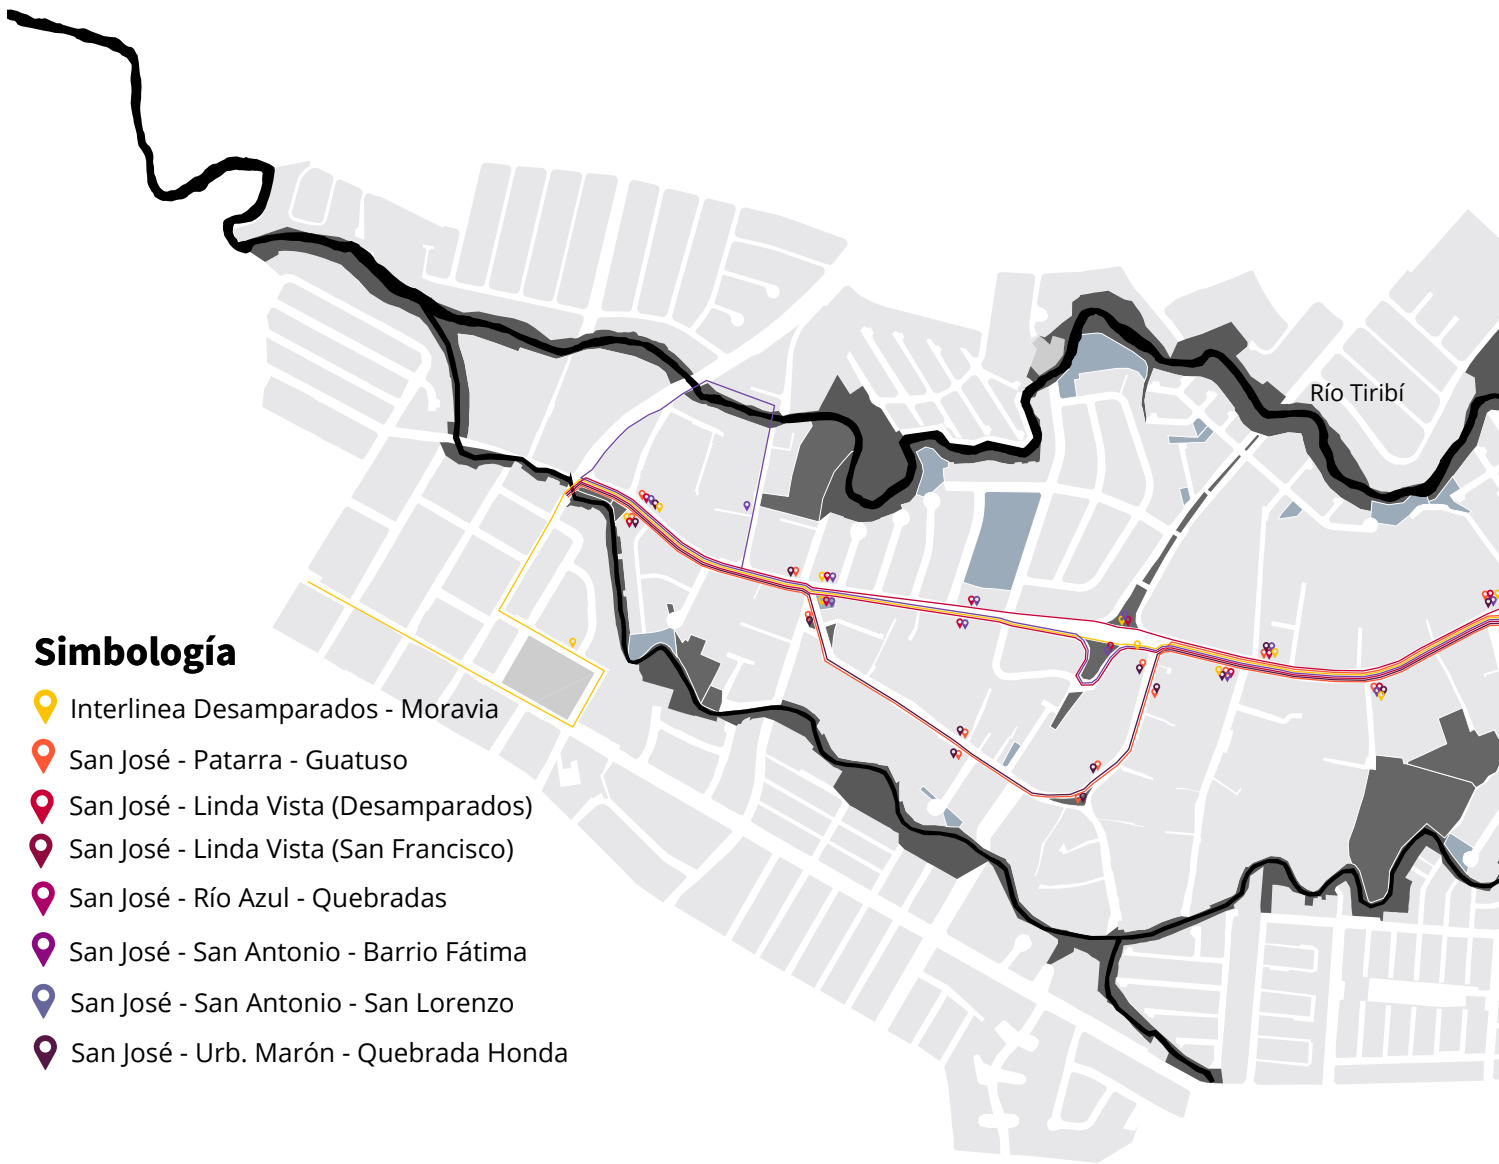 Río Tiribí
Simbología
Interlinea Desamparados - Moravia
San José - Patarra - Guatuso
San José - Linda Vista (Desamparados)
San José - Linda Vista (San Francisco)
San José - Río Azul - Quebradas
San José - San Antonio - Barrio Fátima
San José - San Antonio - San Lorenzo
San José - Urb. Marón - Quebrada Honda